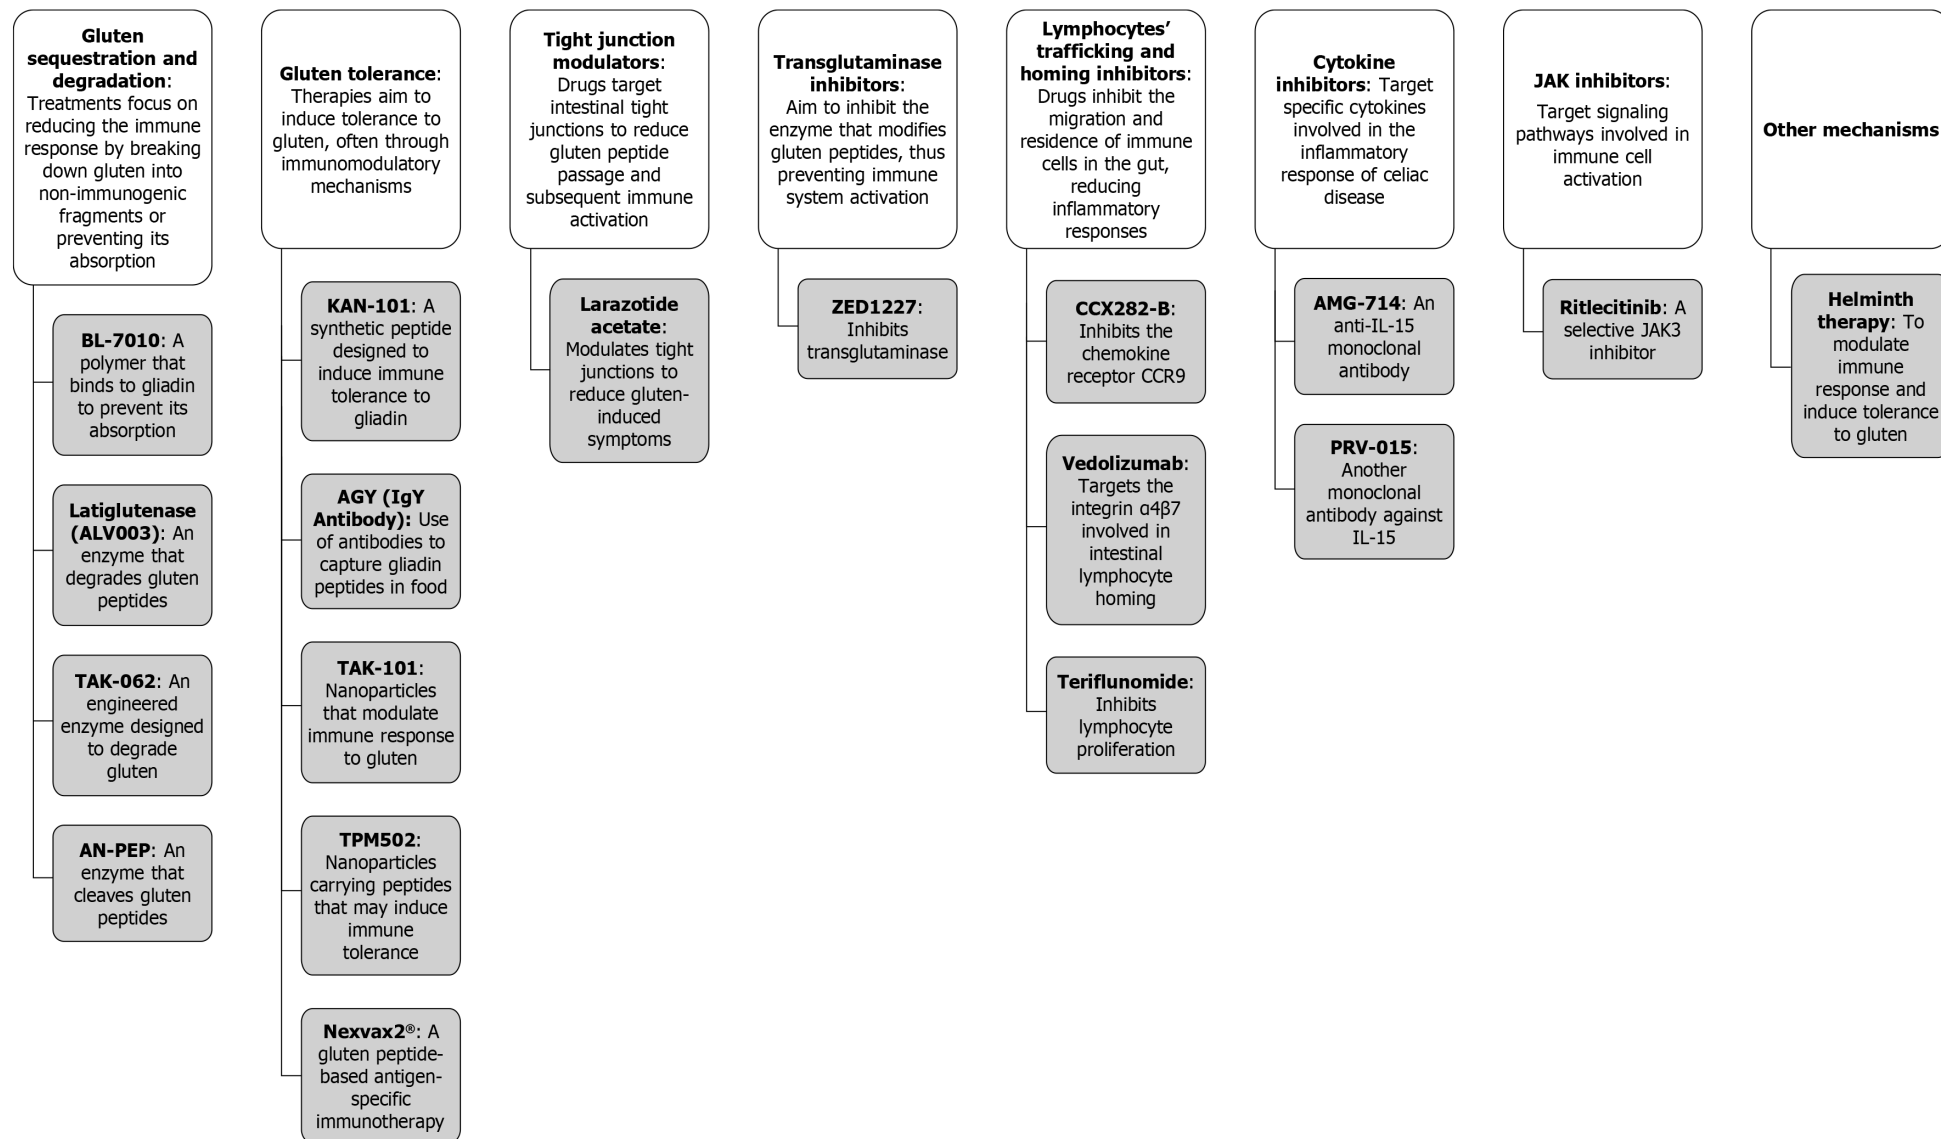 Gluten
sequestration and
degradation:
Treatments focus on
reducing the immune
response by breaking
down gluten into
non-immunogenic
fragments or
preventing its
absorption
BL-7010: A
polymer that
binds to gliadin
to prevent its
absorption
Latiglutenase
(ALV003): An
enzyme that
degrades gluten
peptides
TAK-062: An
engineered
enzyme designed
to degrade
gluten
AN-PEP: An
enzyme that
cleaves gluten
peptides
Gluten tolerance:
Therapies aim to
induce tolerance to
gluten, often through
immunomodulatory
mechanisms
KAN-101: A
synthetic peptide
designed to
induce immune
tolerance to
gliadin
AGY (IgY
Antibody): Use
of antibodies to
capture gliadin
peptides in food
TAK-101:
Nanoparticles
that modulate
immune response
to gluten
TPM502:
Nanoparticles
carrying peptides
that may induce
immune
tolerance
Nexvax2®: A
gluten peptide-
based antigen-
specific
immunotherapy
Tight junction
modulators:
Drugs target
intestinal tight
junctions to reduce
gluten peptide
passage and
subsequent immune
activation
Larazotide
acetate:
Modulates tight
junctions to
reduce gluten-
induced
symptoms
Transglutaminase
inhibitors:
Aim to inhibit the
enzyme that modifies
gluten peptides, thus
preventing immune
system activation
ZED1227:
Inhibits
transglutaminase
Lymphocytes’
trafficking and
homing inhibitors:
Drugs inhibit the
migration and
residence of immune
cells in the gut,
reducing
inflammatory
responses
CCX282-B:
Inhibits the
chemokine
receptor CCR9
Vedolizumab:
Targets the
integrin α4β7
involved in
intestinal
lymphocyte
homing
Teriflunomide:
Inhibits
lymphocyte
proliferation
Cytokine
inhibitors: Target
specific cytokines
involved in the
inflammatory
response of celiac
disease
AMG-714: An
anti-IL-15
monoclonal
antibody
PRV-015:
Another
monoclonal
antibody against
IL-15
JAK inhibitors:
Target signaling
pathways involved in
immune cell
activation
Ritlecitinib: A
selective JAK3
inhibitor
Other mechanisms
Helminth
therapy: To
modulate
immune
response and
induce tolerance
to gluten